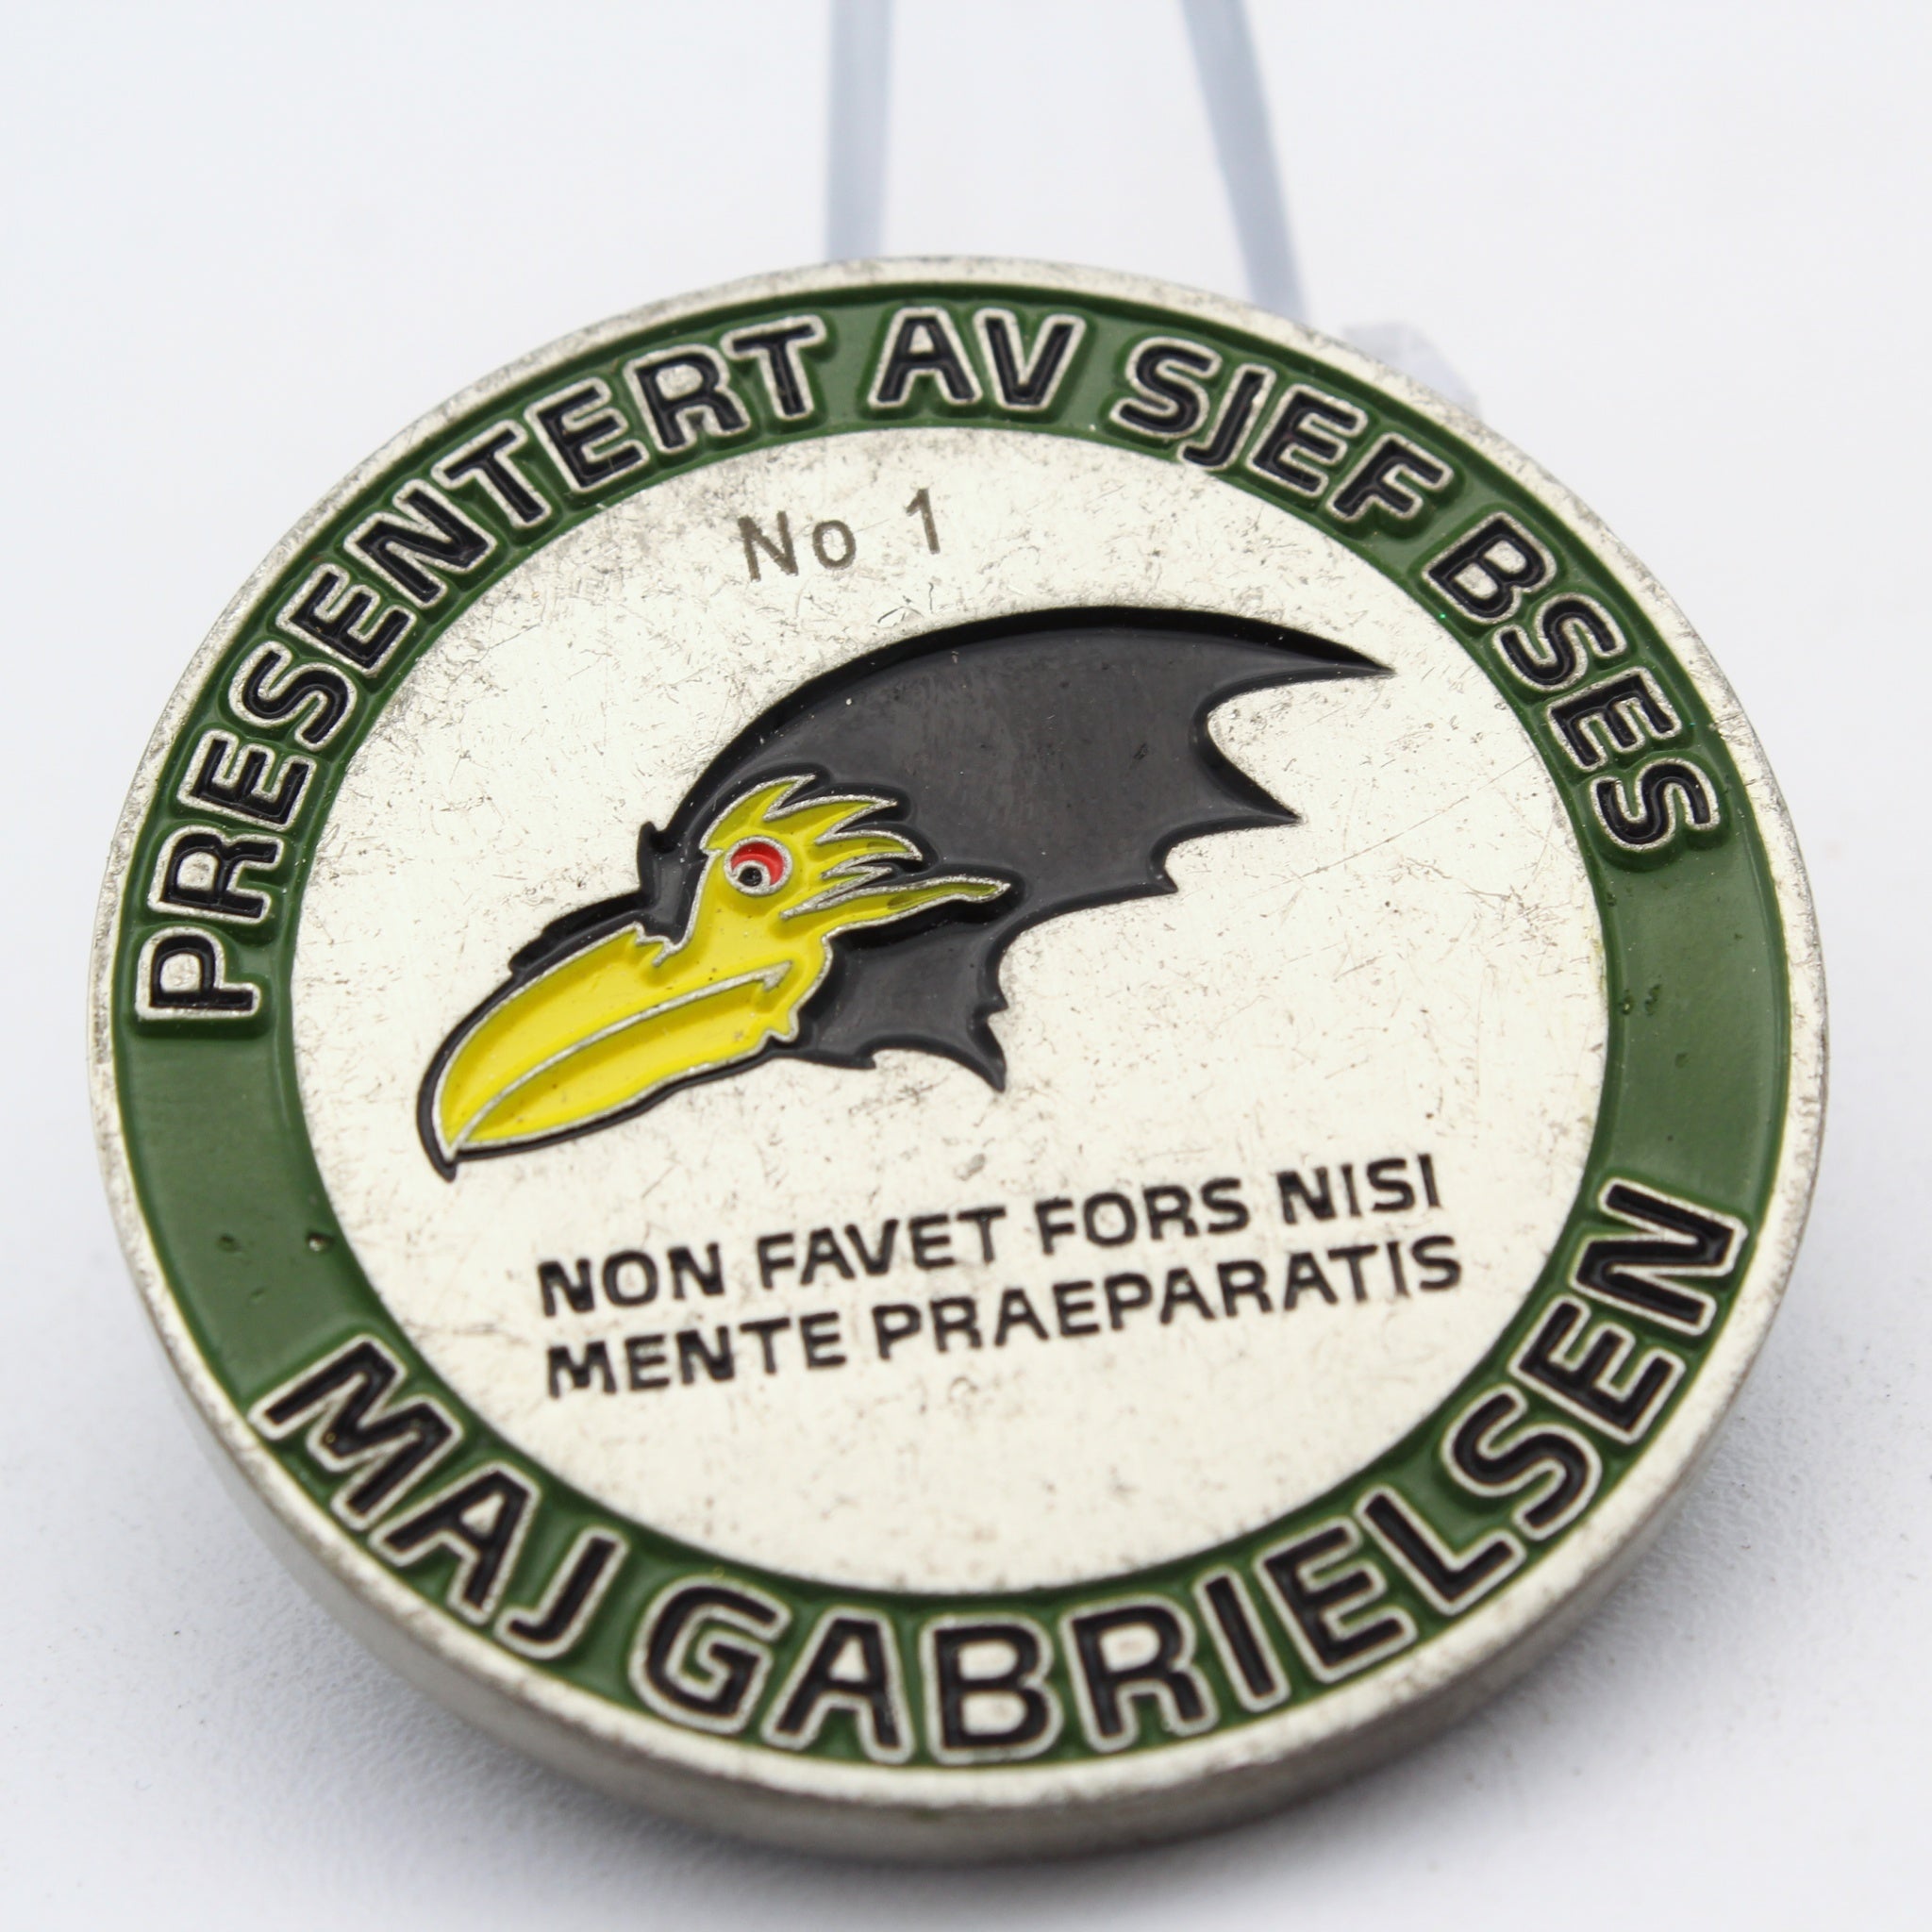 PRESENTERT AV SJEF BSES
No 1
NON FAVET FORS NISI
MENTE PRAEPARATIS
MAJ GABRIELSEN